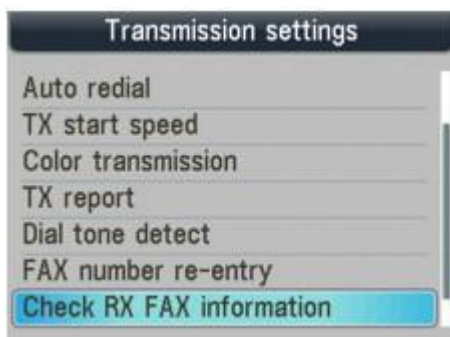 Transmission settings
Auto redial
TX start speed
Color transmission
TX report
Dial tone detect
FAX number re-entry
Check RX FAX information